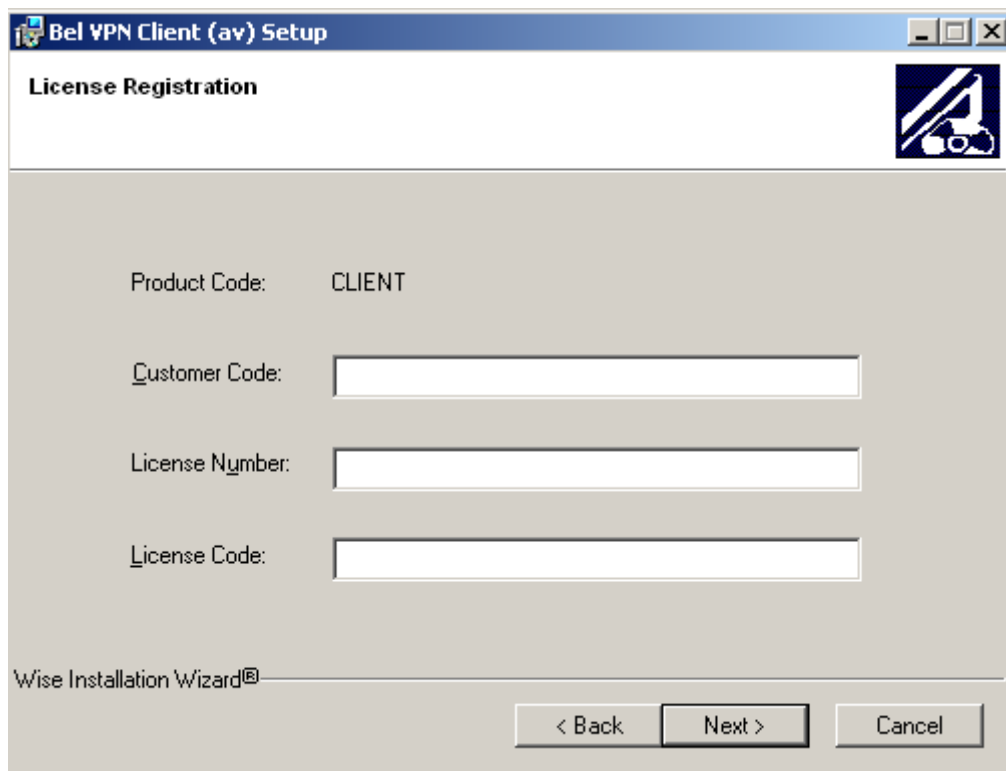 Bel VPN Client (av) Setup
License Registration
Product Code: CLIENT
Customer Code:
License Number:
License Code:
Wise Installation Wizard®
< Back Next > Cancel